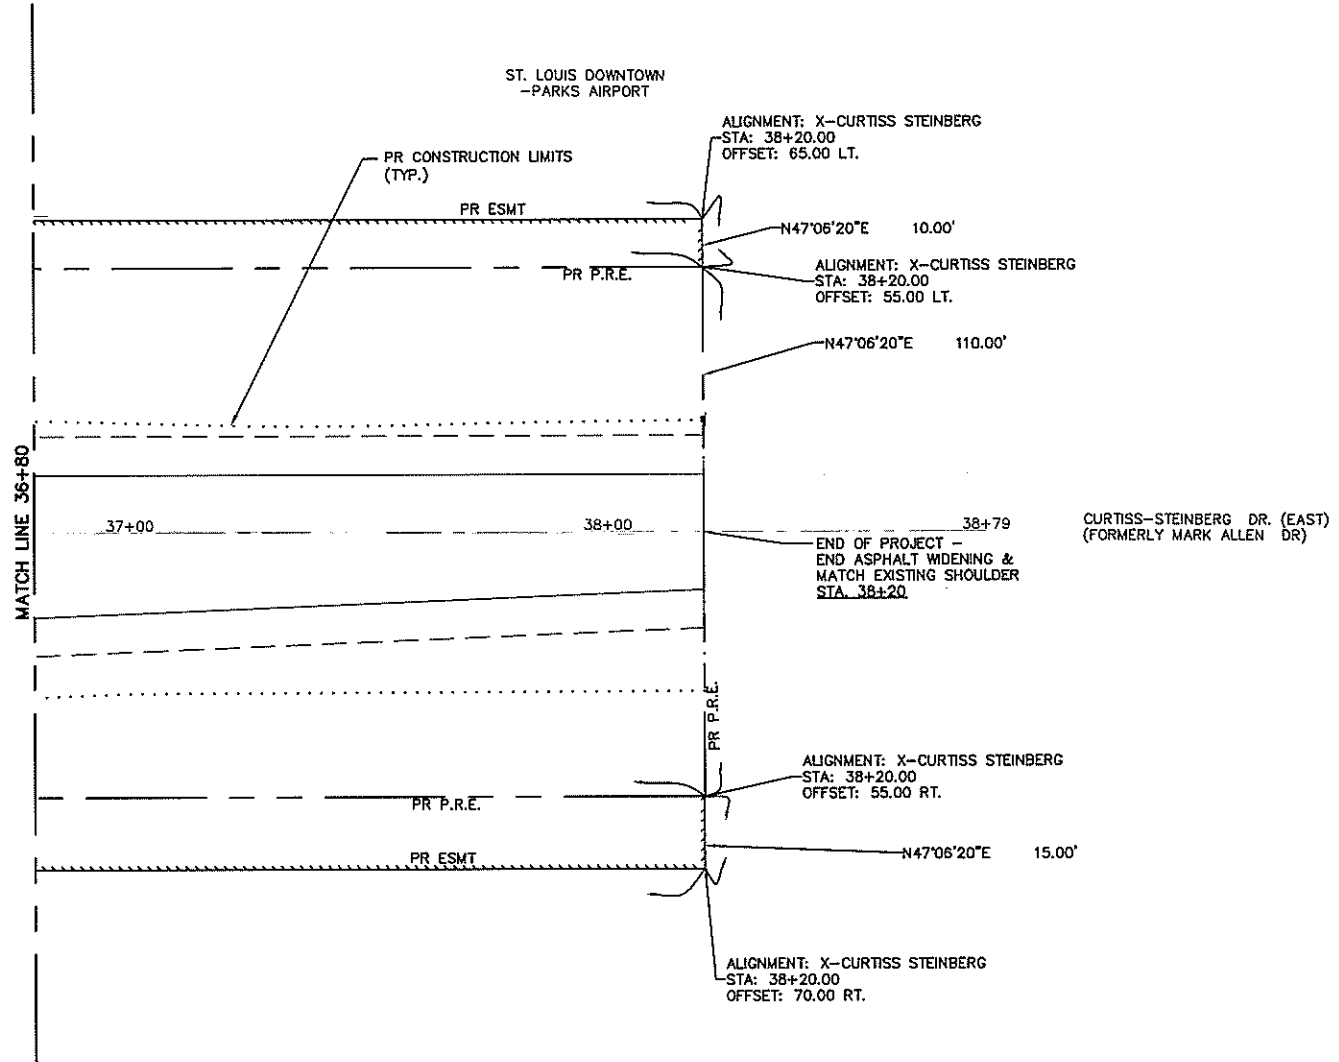 ST. LOUIS DOWNTOWN
-PARKS AIRPORT
ALIGNMENT: X-CURTISS STEINBERG
STA: 38+20.00
OFFSET: 65.00 LT.
PR CONSTRUCTION LIMITS
(TYP.)
PR ESMT
N47°06'20"E 10.00'
ALIGNMENT: X-CURTISS STEINBERG
STA: 38+20.00
OFFSET: 55.00 LT.
PR P.R.E.
N47°06'20"E 110.00'
MATCH LINE 36+80
37+00
38+00
38+79
CURTISS-STEINBERG DR. (EAST)
(FORMERLY MARK ALLEN DR)
END OF PROJECT -
END ASPHALT WIDENING &
MATCH EXISTING SHOULDER
STA. 38+20
PR P.R.E.
ALIGNMENT: X-CURTISS STEINBERG
STA: 38+20.00
OFFSET: 55.00 RT.
PR P.R.E.
PR ESMT
N47°06'20"E 15.00'
ALIGNMENT: X-CURTISS STEINBERG
STA: 38+20.00
OFFSET: 70.00 RT.